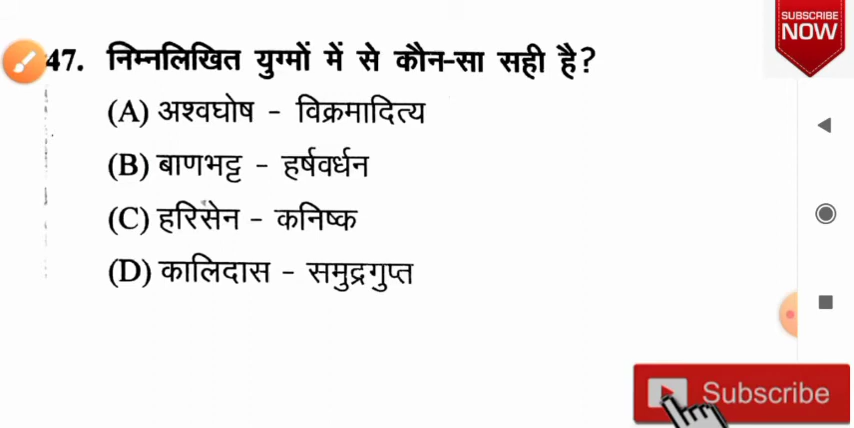 SUBSCRIBE
NOW
47. निम्नलिखित युग्मों में से कौन-सा सही है?
(A) अश्वघोष - विक्रमादित्य
(B) बाणभट्ट - हर्षवर्धन
(C) हरिसेन - कनिष्क
(D) कालिदास - समुद्रगुप्त
Subscribe